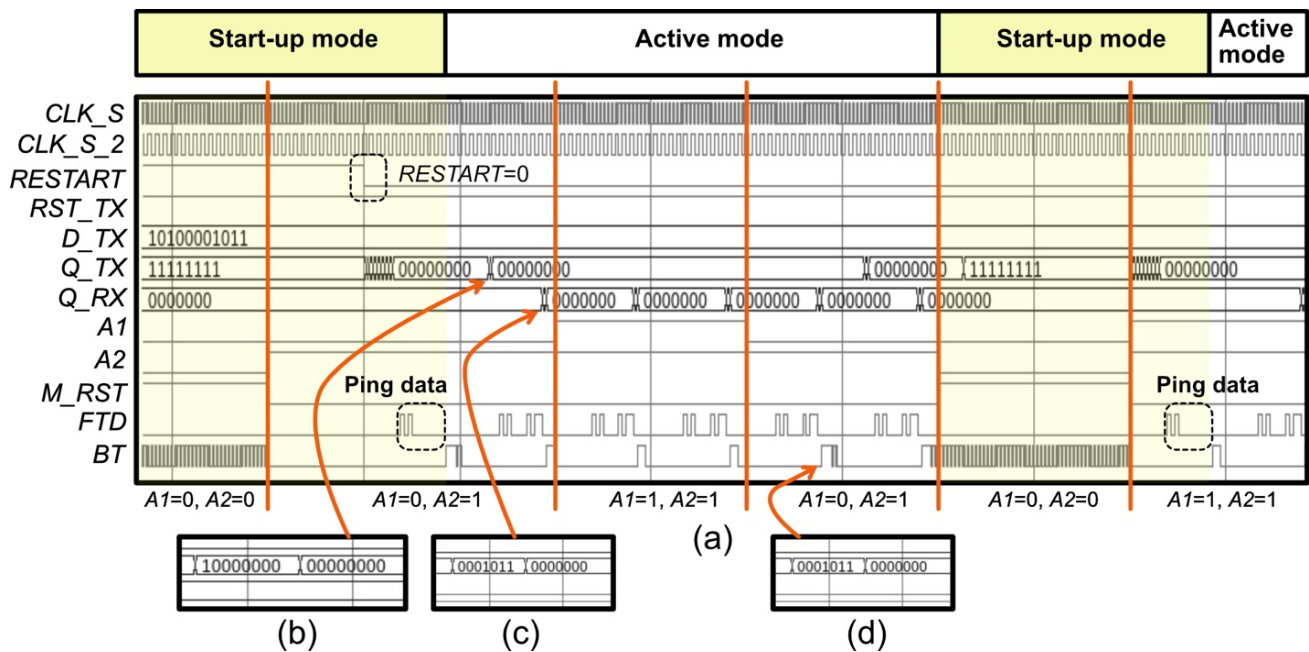 Start-up mode
Active mode
Start-up mode
Active mode
CLK_S
CLK_S_2
RESTART
RESTART=0
RST_TX
D_TX
10100001011
Q_TX
11111111 00000000 00000000 00000000 11111111 00000000
Q_RX
0000000 0000000 0000000 0000000 0000000 0000000
A1
A2
M_RST
Ping data
Ping data
FTD
BT
A1=0, A2=0
A1=0, A2=1
A1=1, A2=1
A1=0, A2=1
A1=0, A2=0
A1=1, A2=1
(a)
10000000 00000000
0001011 0000000
0001011 0000000
(b)
(c)
(d)